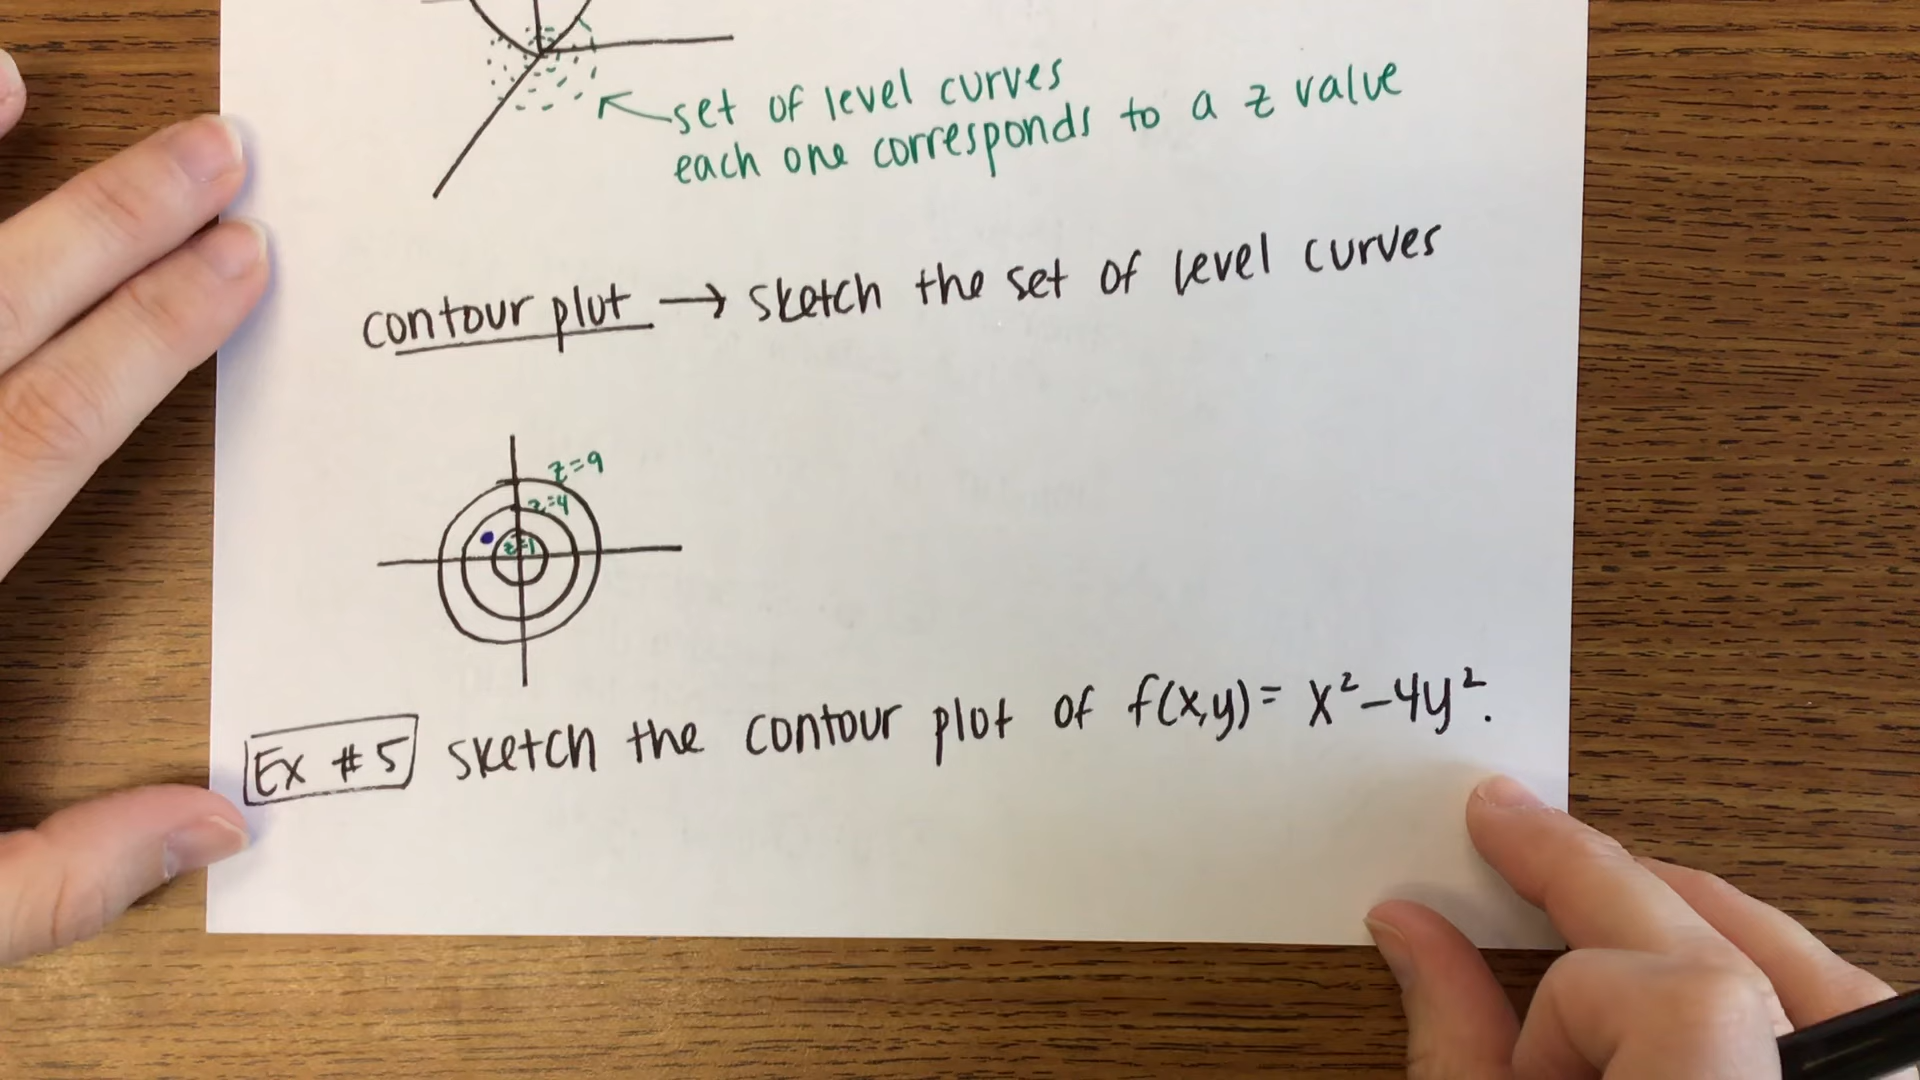 set of level curves
each one corresponds to a z value
contour plot → sketch the set of level curves
z=9
z=4
z=1
Ex #5 sketch the contour plot of f(x,y)= x²-4y².